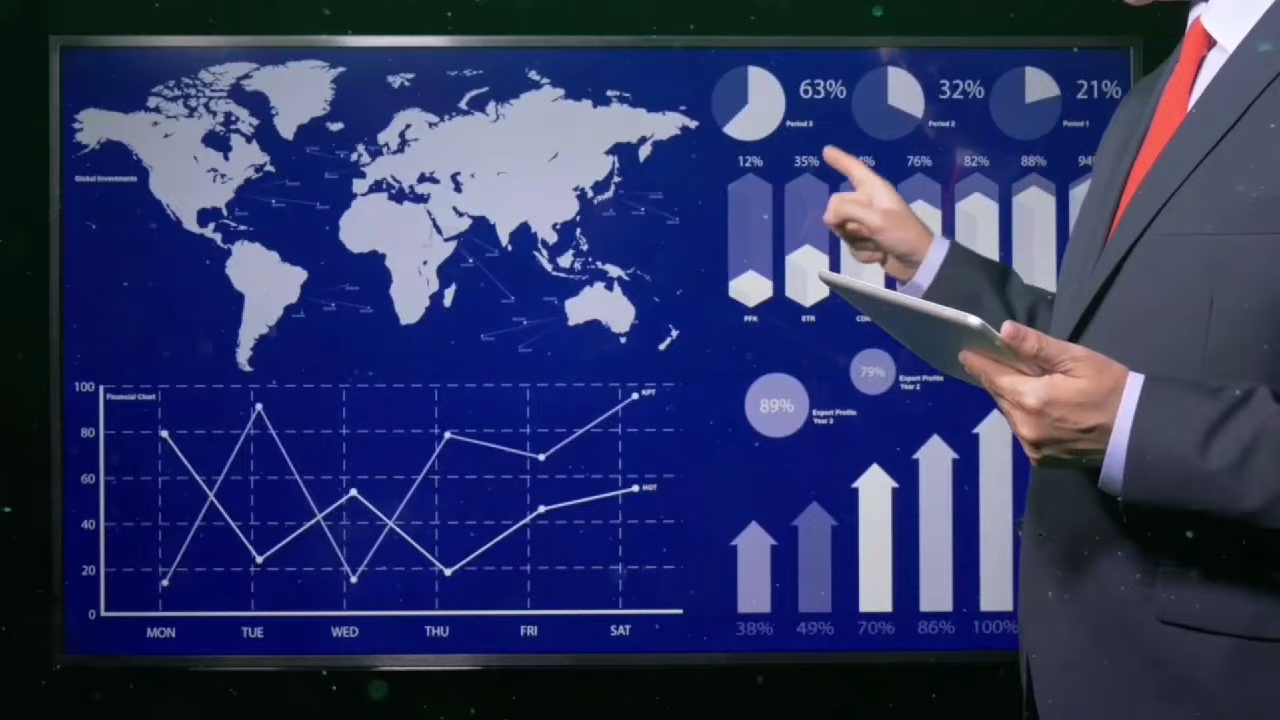 63%
32%
21%
Period 3
Period 2
Period 1
12%
35%
76%
82%
88%
Global Investments
PFK
ETR
79%
Export Profits
Year 2
89%
Export Profits
Year 3
100
Financial Chart
KPT
80
60
HGT
40
20
0
MON
TUE
WED
THU
FRI
SAT
38%
49%
70%
86%
100%